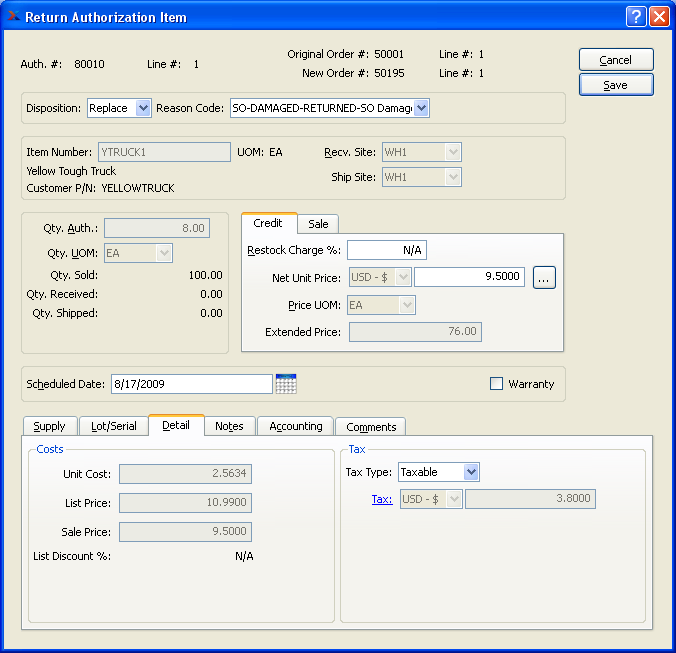 Return Authorization Item
Auth. #: 80010 Line #: 1 Original Order #: 50001 Line #: 1
New Order #: 50195 Line #: 1
Cancel
Save
Disposition: Replace Reason Code: SO-DAMAGED-RETURNED-SO Damag
Item Number: YTRUCK1 UOM: EA Recv. Site: WH1
Yellow Tough Truck
Ship Site: WH1
Customer P/N: YELLOWTRUCK
Qty. Auth.: 8.00
Qty. UOM: EA
Qty. Sold: 100.00
Qty. Received: 0.00
Qty. Shipped: 0.00
Credit Sale
Restock Charge %: N/A
Net Unit Price: USD - $ 9.5000 ...
Price UOM: EA
Extended Price: 76.00
Scheduled Date: 8/17/2009 Warranty
Supply Lot/Serial Detail Notes Accounting Comments
Costs
Unit Cost: 2.5634
List Price: 10.9900
Sale Price: 9.5000
List Discount %: N/A
Tax
Tax Type: Taxable
Tax: USD - $ 3.8000